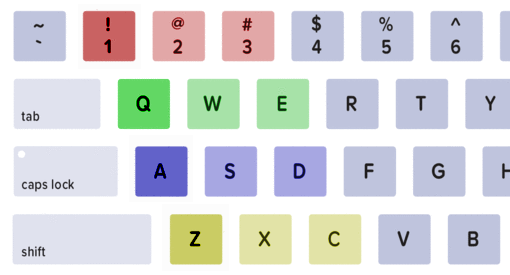 ~ ! @ # $ % ^
` 1 2 3 4 5 6
tab Q W E R T Y
caps lock A S D F G H
shift Z X C V B